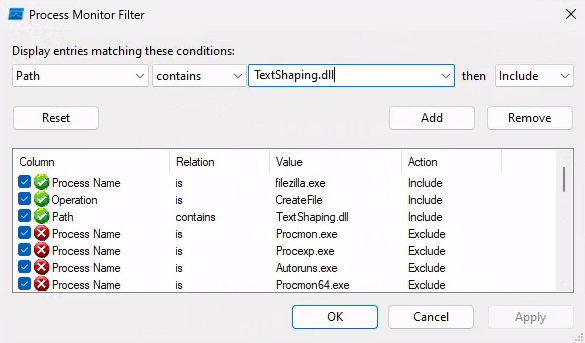 Process Monitor Filter
Display entries matching these conditions:
Path contains TextShaping.dll then Include
Reset Add Remove
Column Relation Value Action
Process Name is filezilla.exe Include
Operation is CreateFile Include
Path contains TextShaping.dll Include
Process Name is Procmon.exe Exclude
Process Name is Procexp.exe Exclude
Process Name is Autoruns.exe Exclude
Process Name is Procmon64.exe Exclude
OK Cancel Apply